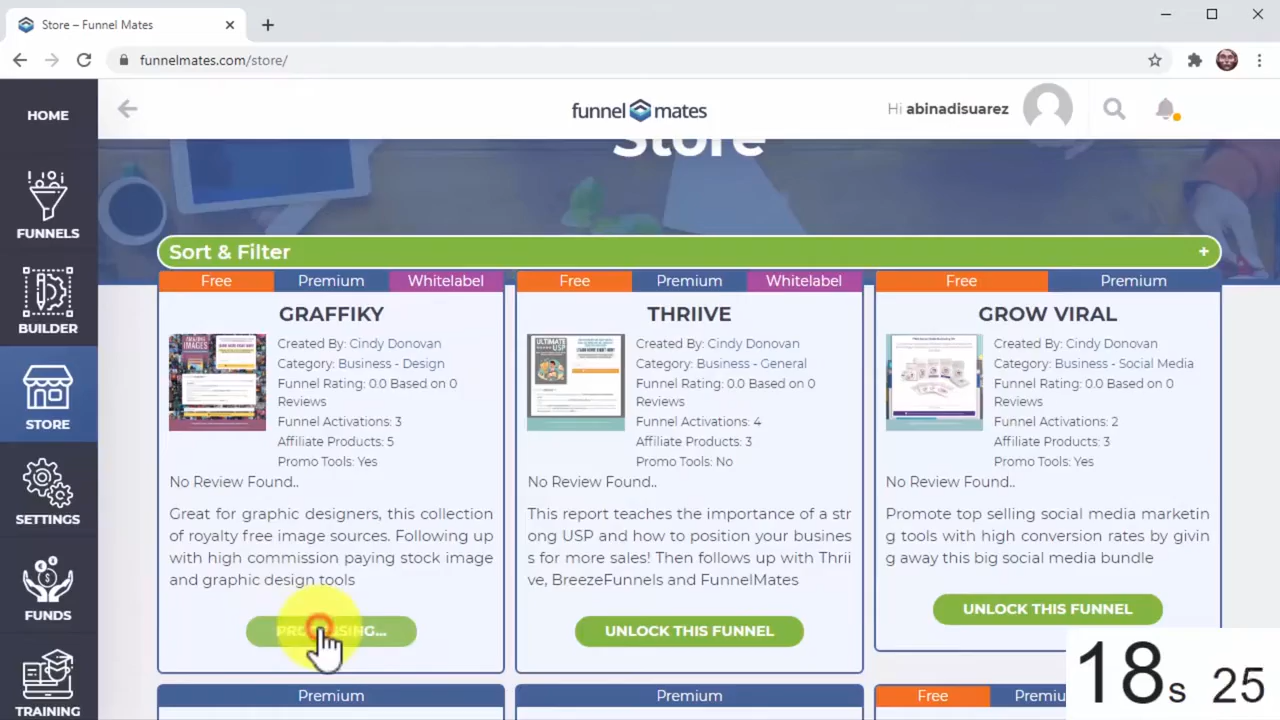 Store – Funnel Mates
funnelmates.com/store/
HOME
funnel mates
Hi abinadisuarez
Store
FUNNELS
BUILDER
STORE
SETTINGS
FUNDS
TRAINING
Sort & Filter +
Free Premium Whitelabel
GRAFFIKY
Created By: Cindy Donovan
Category: Business - Design
Funnel Rating: 0.0 Based on 0
Reviews
Funnel Activations: 3
Affiliate Products: 5
Promo Tools: Yes
No Review Found..
Great for graphic designers, this collection
of royalty free image sources. Following up
with high commission paying stock image
and graphic design tools
Free Premium Whitelabel
THRIIVE
Created By: Cindy Donovan
Category: Business - General
Funnel Rating: 0.0 Based on 0
Reviews
Funnel Activations: 4
Affiliate Products: 3
Promo Tools: No
No Review Found..
This report teaches the importance of a str
ong USP and how to position your busines
s for more sales! Then follows up with Thrii
ve, BreezeFunnels and FunnelMates
UNLOCK THIS FUNNEL
Free Premium
GROW VIRAL
Created By: Cindy Donovan
Category: Business - Social Media
Funnel Rating: 0.0 Based on 0
Reviews
Funnel Activations: 2
Affiliate Products: 3
Promo Tools: Yes
No Review Found..
Promote top selling social media marketin
g tools with high conversion rates by givin
g away this big social media bundle
UNLOCK THIS FUNNEL
Premium
Premium
Free
18s 25